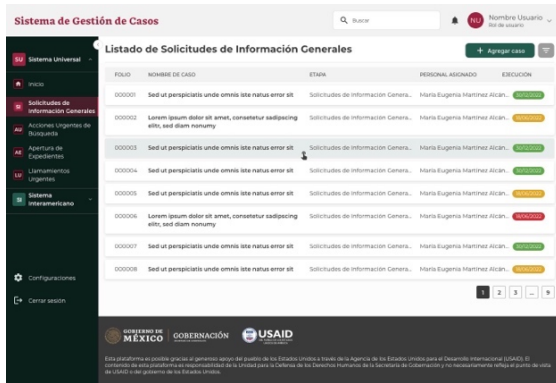 Sistema de Gestión de Casos
Buscar
NU
Nombre Usuario
Rol de usuario
SU Sistema Universal
Inicio
SI Solicitudes de Información Generales
AU Acciones Urgentes de Búsqueda
AE Apertura de Expedientes
LU Llamamientos Urgentes
SI Sistema Interamericano
Configuraciones
Cerrar sesión
Listado de Solicitudes de Información Generales
+ Agregar caso
FOLIO NOMBRE DE CASO ETAPA PERSONAL ASIGNADO EJECUCIÓN
000001 Sed ut perspiciatis unde omnis iste natus error sit Solicitudes de Información Genera... María Eugenia Martínez Alcán...
000002 Lorem ipsum dolor sit amet, consetetur sadipscing elitr, sed diam nonumy Solicitudes de Información Genera... María Eugenia Martínez Alcán...
000003 Sed ut perspiciatis unde omnis iste natus error sit Solicitudes de Información Genera... María Eugenia Martínez Alcán...
000004 Sed ut perspiciatis unde omnis iste natus error sit Solicitudes de Información Genera... María Eugenia Martínez Alcán...
000005 Sed ut perspiciatis unde omnis iste natus error sit Solicitudes de Información Genera... María Eugenia Martínez Alcán...
000006 Lorem ipsum dolor sit amet, consetetur sadipscing elitr, sed diam nonumy Solicitudes de Información Genera... María Eugenia Martínez Alcán...
000007 Sed ut perspiciatis unde omnis iste natus error sit Solicitudes de Información Genera... María Eugenia Martínez Alcán...
000008 Sed ut perspiciatis unde omnis iste natus error sit Solicitudes de Información Genera... María Eugenia Martínez Alcán...
1 2 3 ... 9
GOBIERNO DE MÉXICO
GOBERNACIÓN
USAID
Esta plataforma es posible gracias al generoso apoyo del pueblo de los Estados Unidos a través de la Agencia de los Estados Unidos para el Desarrollo Internacional (USAID). El
contenido de esta plataforma es responsabilidad de la Unidad para la Defensa de los Derechos Humanos de la Secretaría de Gobernación y no necesariamente refleja el punto de vista
de USAID o del gobierno de los Estados Unidos.